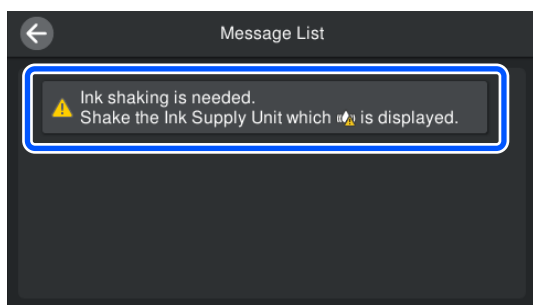 Message List
Ink shaking is needed.
Shake the Ink Supply Unit which is displayed.